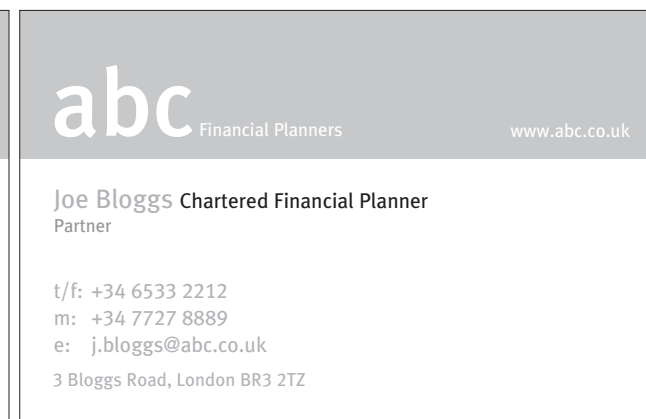 abc Financial Planners www.abc.co.uk
Joe Bloggs Chartered Financial Planner
Partner
t/f: +34 6533 2212
m: +34 7727 8889
e: j.bloggs@abc.co.uk
3 Bloggs Road, London BR3 2TZ